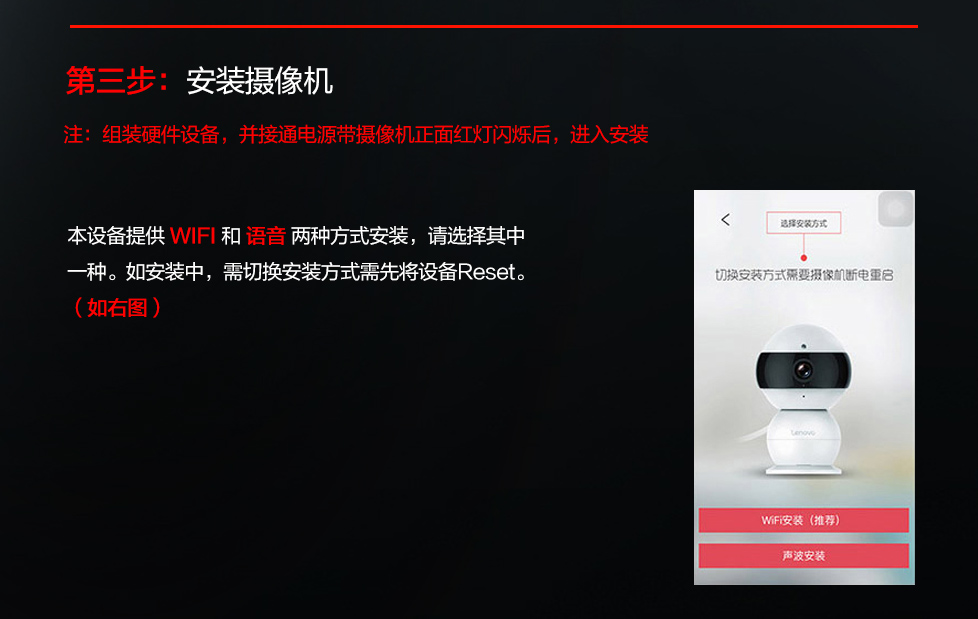 第三步：安装摄像机
注：组装硬件设备，并接通电源带摄像机正面红灯闪烁后，进入安装
本设备提供 WIFI 和 语音 两种方式安装，请选择其中
一种。如安装中，需切换安装方式需先将设备Reset。
（如右图）
选择安装方式
切换安装方式需要摄像机断电重启
Lenovo
WiFi安装（推荐）
声波安装